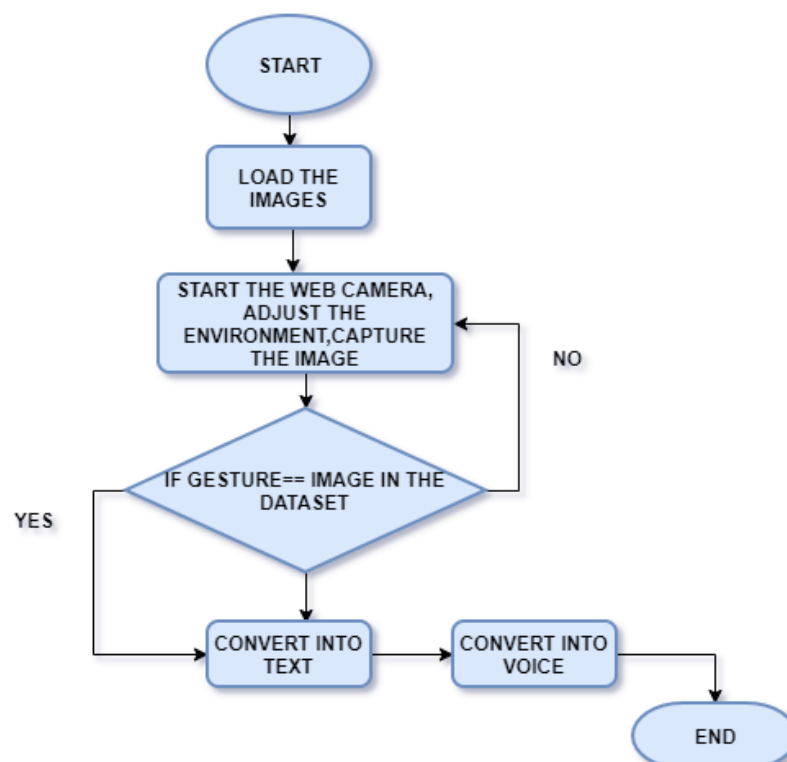 START
LOAD THE
IMAGES
START THE WEB CAMERA,
ADJUST THE
ENVIRONMENT,CAPTURE
THE IMAGE
NO
IF GESTURE== IMAGE IN THE
DATASET
YES
CONVERT INTO
TEXT
CONVERT INTO
VOICE
END